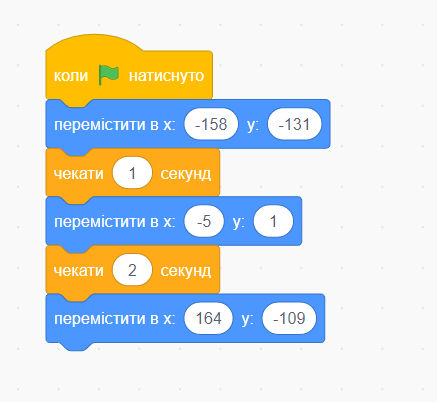 коли натиснуто
перемістити в x: -158 y: -131
чекати 1 секунд
перемістити в x: -5 y: 1
чекати 2 секунд
перемістити в x: 164 y: -109